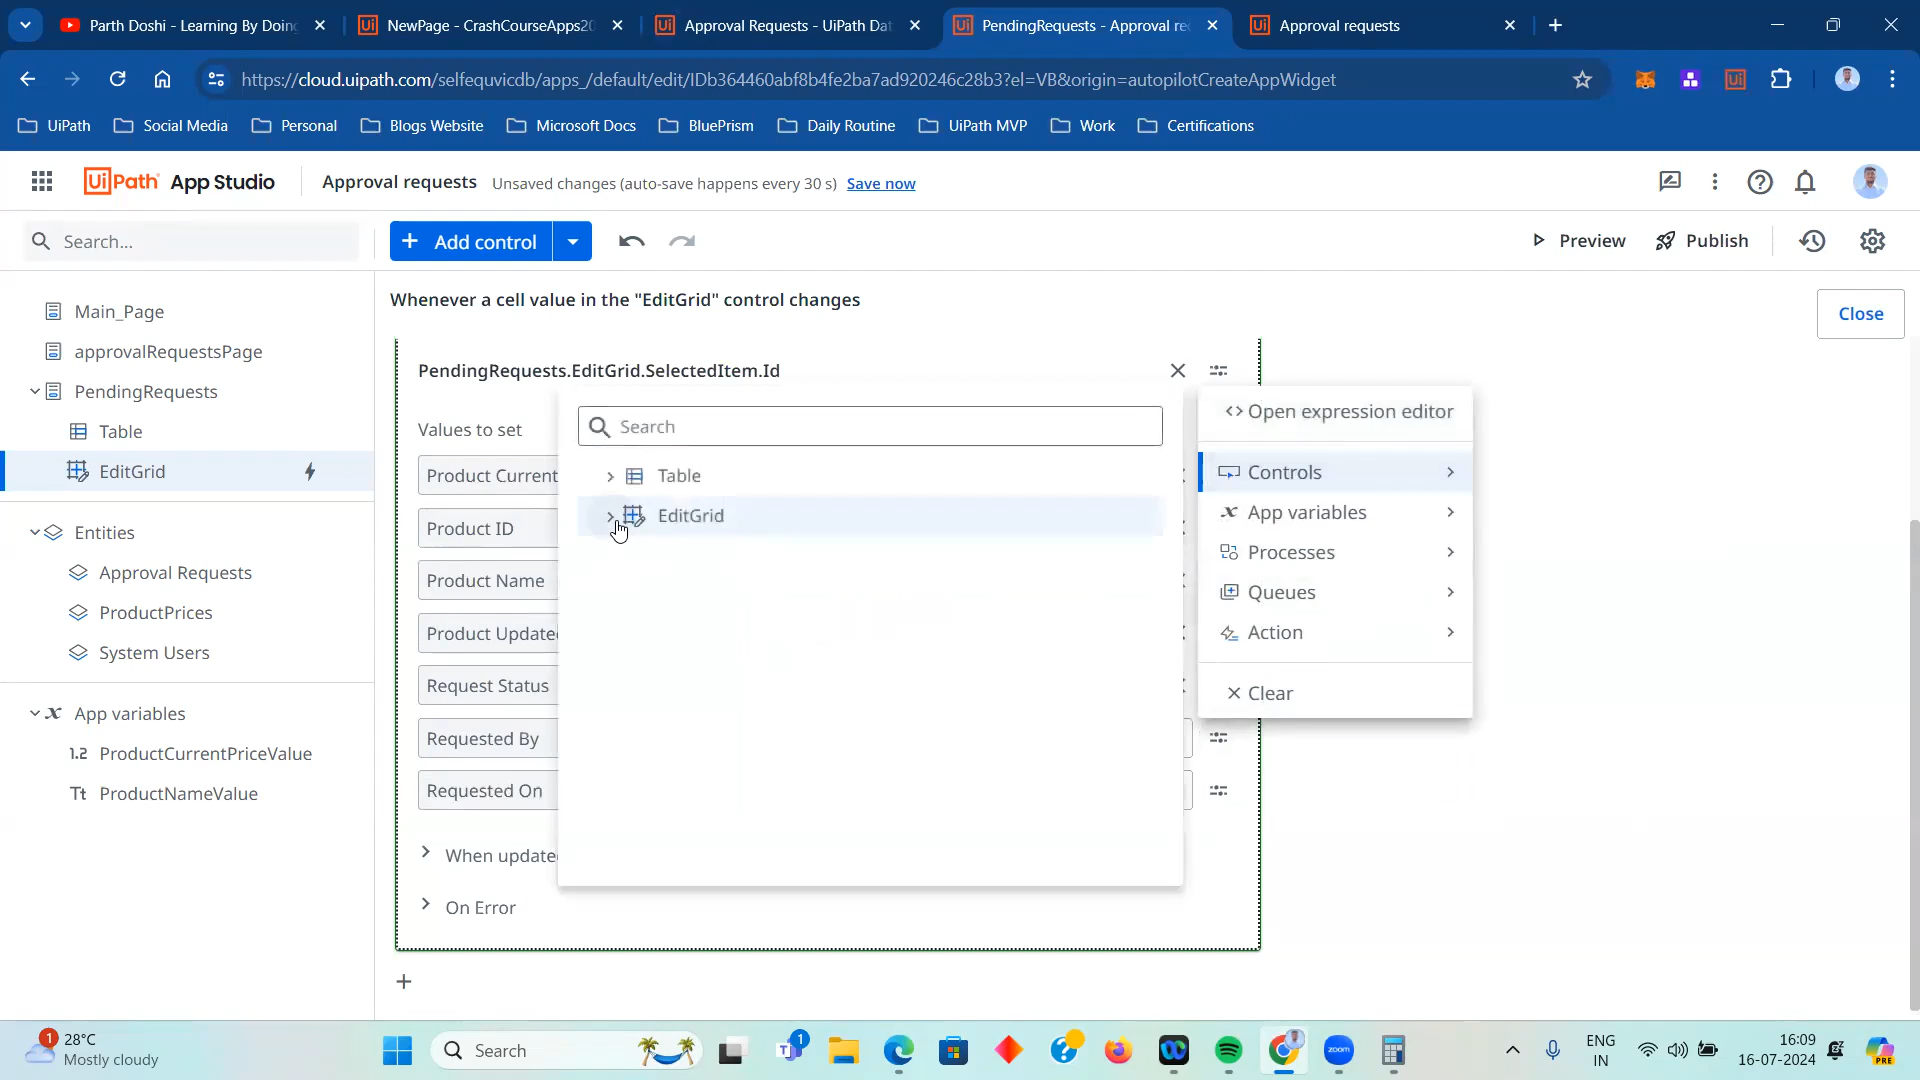 Parth Doshi - Learning By Doing
NewPage - CrashCourseApps20
Approval Requests - UiPath Dat
PendingRequests - Approval re
Approval requests
https://cloud.uipath.com/selfequvicdb/apps_/default/edit/IDb364460abf8b4fe2ba7ad920246c28b3?el=VB&origin=autopilotCreateAppWidget
UiPath
Social Media
Personal
Blogs Website
Microsoft Docs
BluePrism
Daily Routine
UiPath MVP
Work
Certifications
UiPath App Studio
Approval requests
Unsaved changes (auto-save happens every 30 s) Save now
Search...
+ Add control
Preview
Publish
Main_Page
approvalRequestsPage
PendingRequests
Table
EditGrid
Entities
Approval Requests
ProductPrices
System Users
App variables
1.2 ProductCurrentPriceValue
Tt ProductNameValue
Whenever a cell value in the "EditGrid" control changes
Close
PendingRequests.EditGrid.SelectedItem.Id
Values to set
Product Current
Product ID
Product Name
Product Update
Request Status
Requested By
Requested On
When update
On Error
Search
Table
EditGrid
Open expression editor
Controls
App variables
Processes
Queues
Action
Clear
1
28°C
Mostly cloudy
Search
1
zoom
ENG
IN
16:09
16-07-2024
PRE